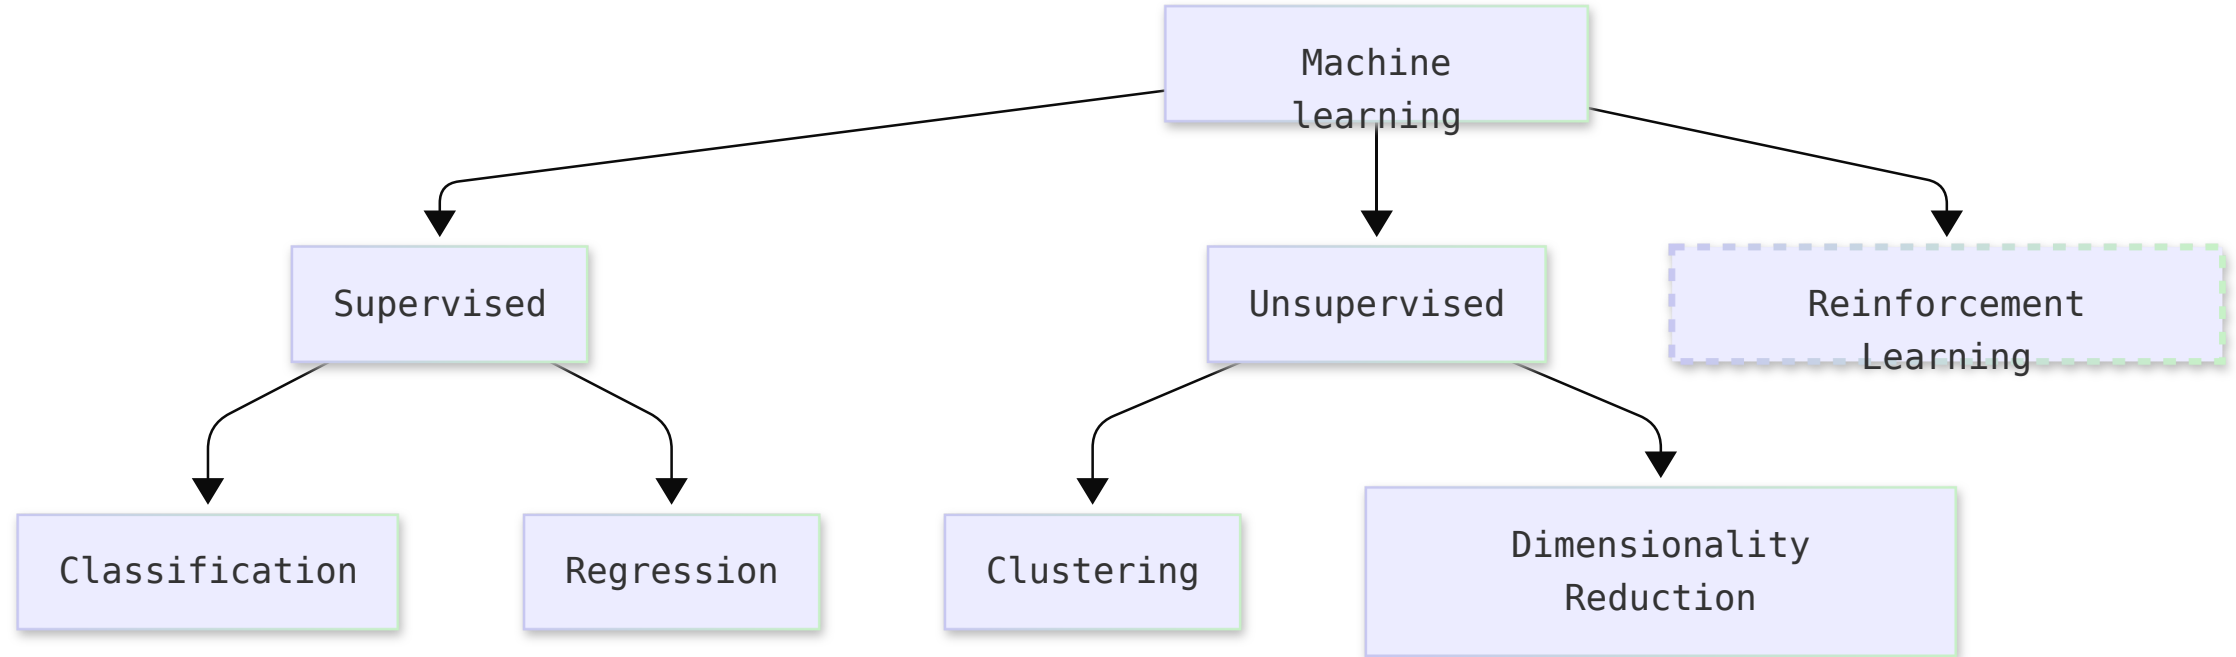 Machine
learning
Supervised
Unsupervised
Reinforcement
Learning
Classification
Regression
Clustering
Dimensionality
Reduction